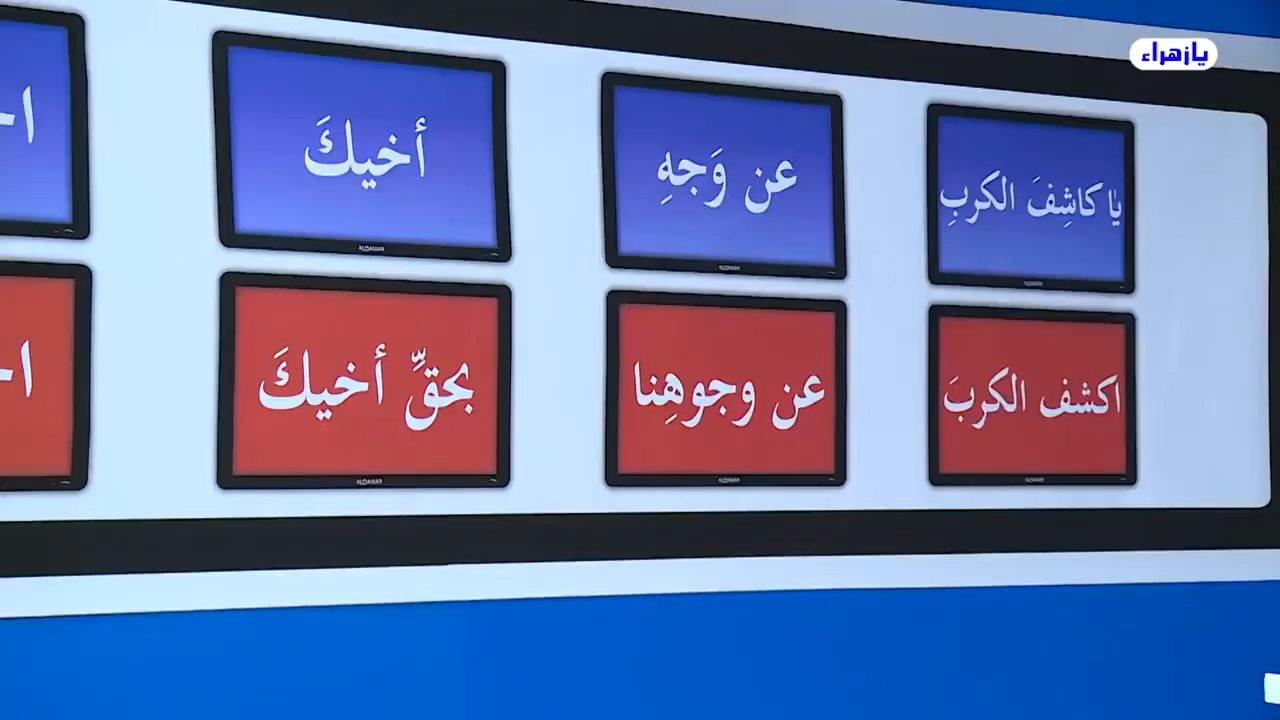 يازهراء
يا كاشِفَ الكربِ عن وَجهِ أخيكَ
اكشف الكربَ عن وجوهِنا بحقِّ أخيكَ